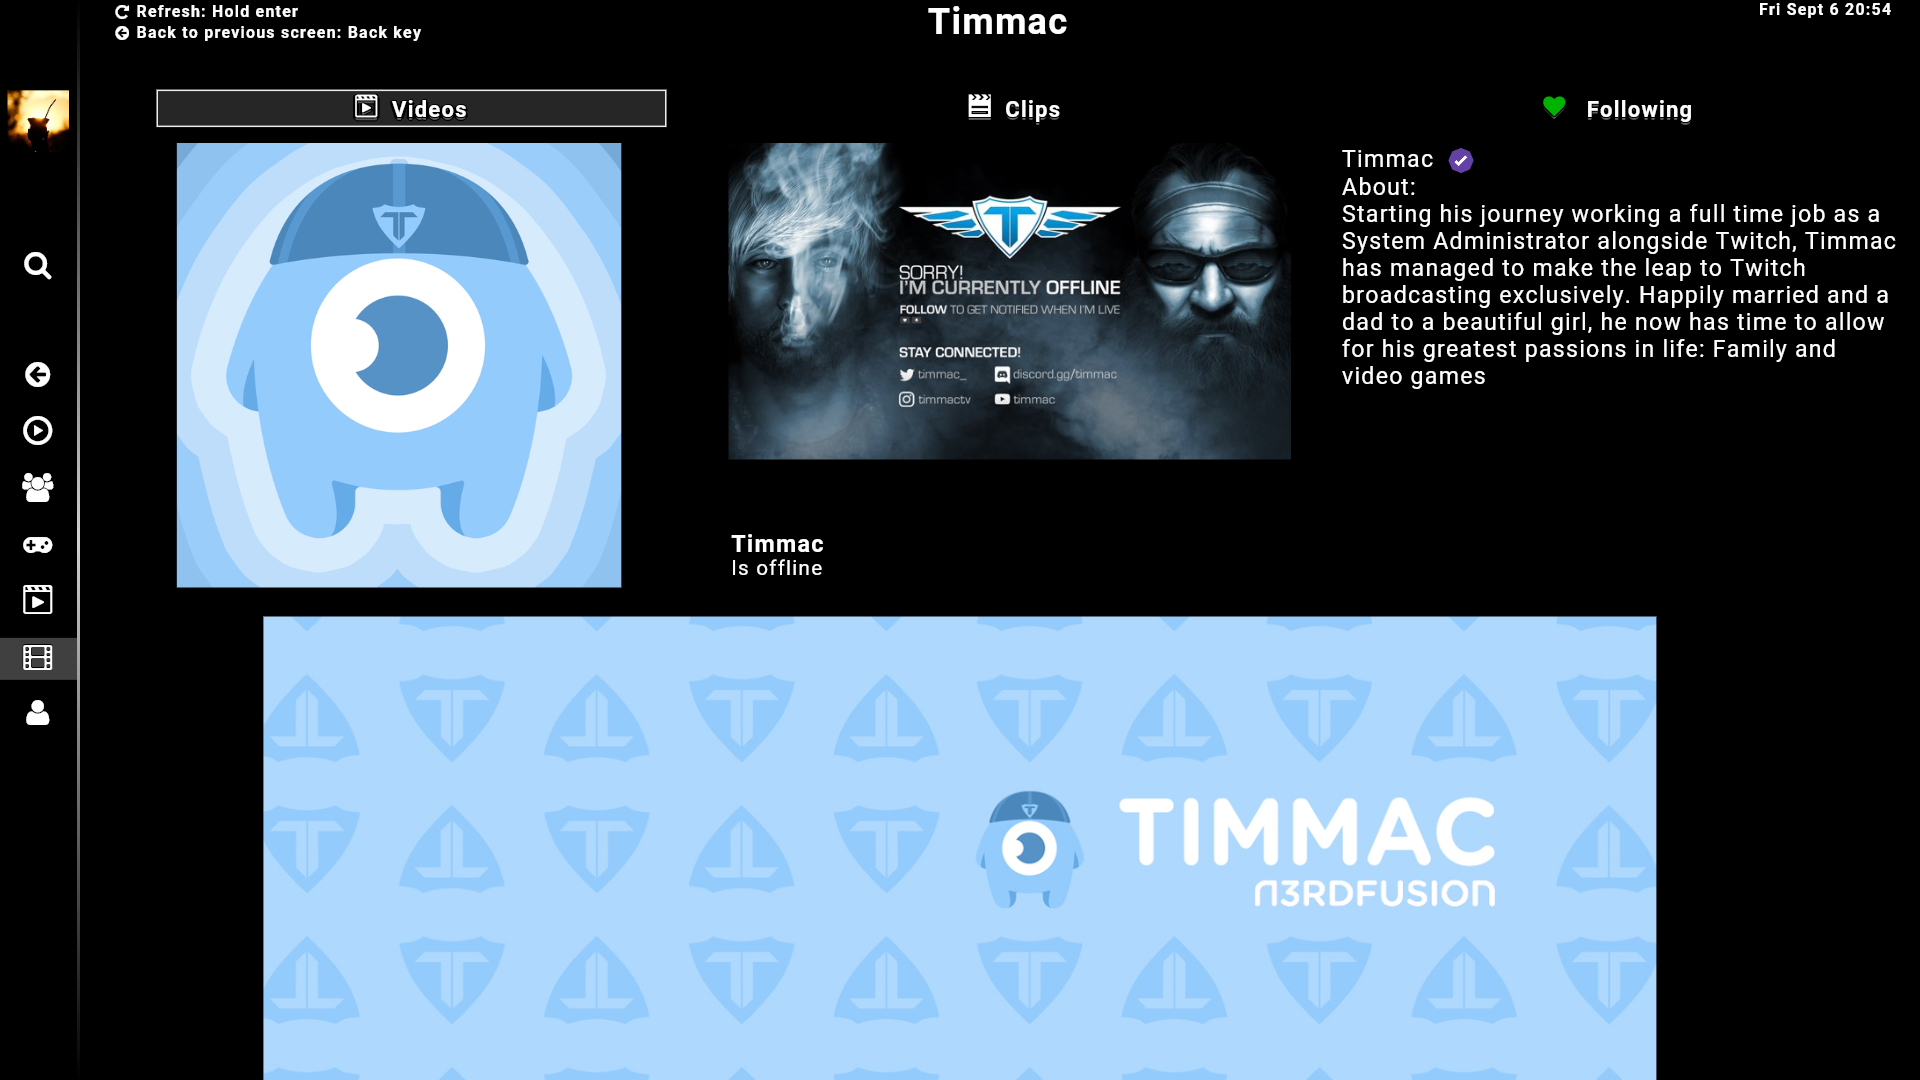 Refresh: Hold enter
Back to previous screen: Back key
Timmac
Fri Sept 6 20:54
Videos
Clips
Following
SORRY!
I'M CURRENTLY OFFLINE
FOLLOW TO GET NOTIFIED WHEN I'M LIVE
STAY CONNECTED!
timmac_
discord.gg/timmac
timmactv
timmac
Timmac
Is offline
Timmac
About:
Starting his journey working a full time job as a
System Administrator alongside Twitch, Timmac
has managed to make the leap to Twitch
broadcasting exclusively. Happily married and a
dad to a beautiful girl, he now has time to allow
for his greatest passions in life: Family and
video games
TIMMAC
N3RDFUSION